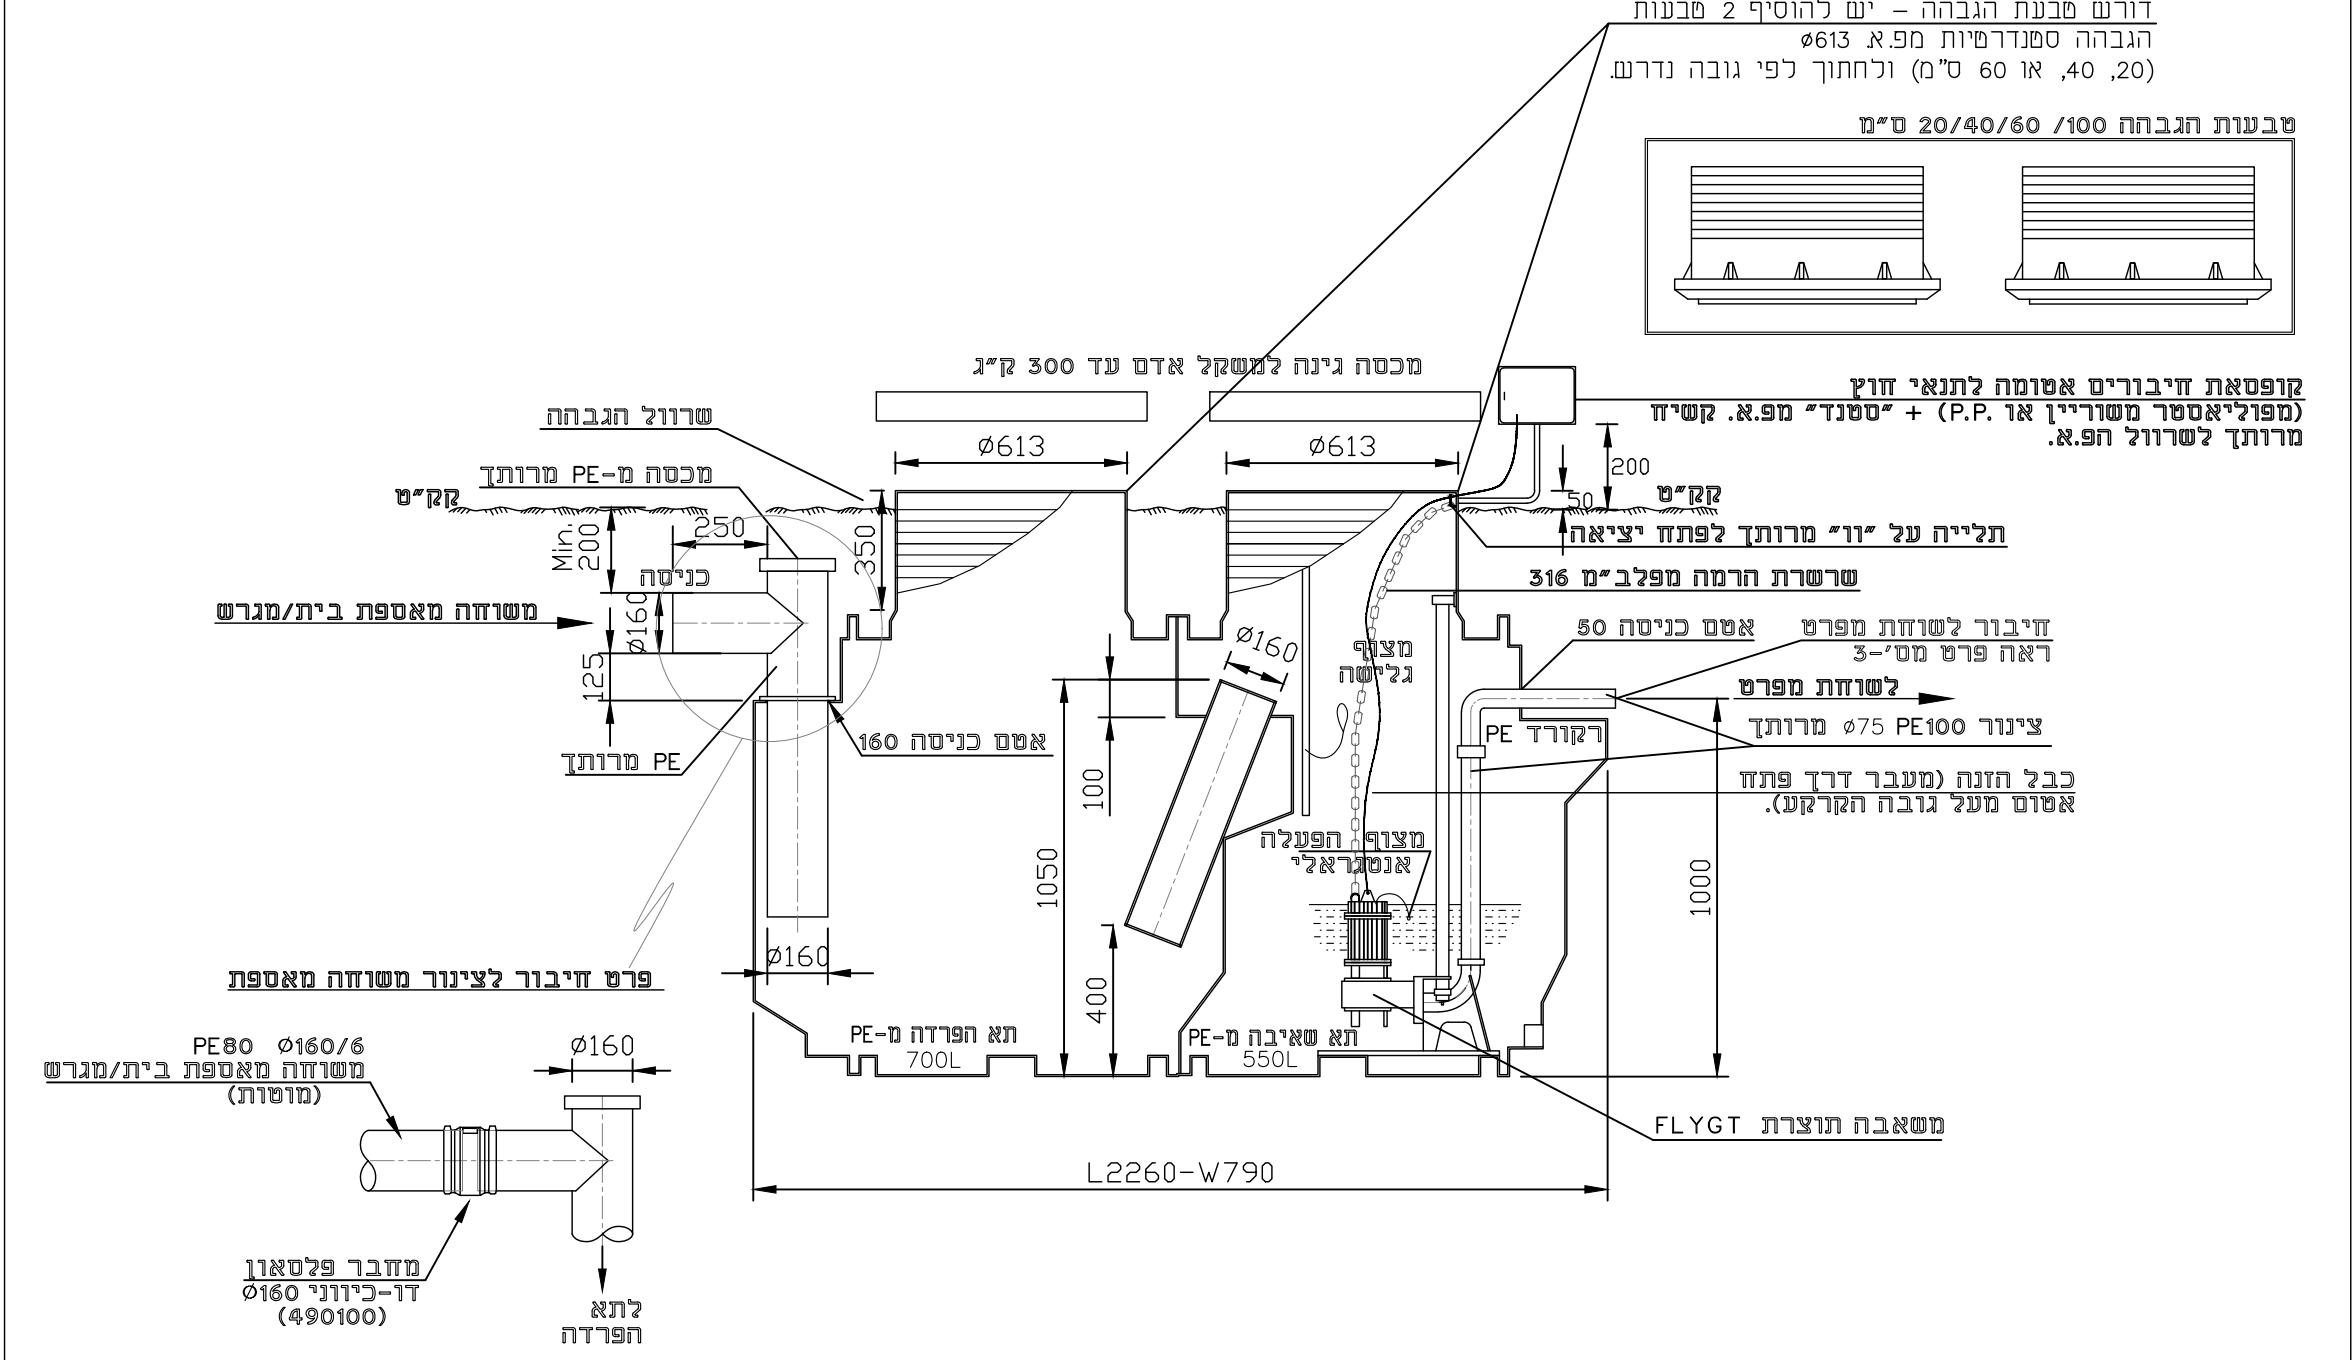 דורש טבעת הגבהה – יש להוסיף 2 טבעות
הגבהה סטנדרטיות מפ.א. ø613
(20, 40, או 60 ס"מ) ולחתוך לפי גובה נדרש.
טבעות הגבהה 20/40/60 /100 ס"מ
מכסה גינה למשקל אדם עד 300 ק"ג
קופסאת חיבורים אטומה לתנאי חוץ
(מפוליאסטר משוריין או P.P.) + "סטנד" מפ.א. קשיח
מרותך לשרוול הפ.א.
שרוול הגבהה
ø613
ø613
200
מכסה מ-PE מרותך
קק"ט
קק"ט
50
250
Min.
200
350
תלייה על "וו" מרותך לפתח יציאה
כניסה
שרשרת הרמה מפלב"מ 316
משוחה מאספת בית/מגרש
ø160
ø160
מצוף
גלישה
אטם כניסה 50
חיבור לשוחת מפרט
ראה פרט מס'-3
125
לשוחת מפרט
אטם כניסה 160
רקורד PE
צינור ø75 PE100 מרותך
PE מרותך
100
כבל הזנה (מעבר דרך פתח
אטום מעל גובה הקרקע).
מצוף הפעלה
אנטגראלי
1050
1000
ø160
400
פרט חיבור לצינור משוחה מאספת
תא הפרדה מ-PE
700L
תא שאיבה מ-PE
550L
PE80 Ø160/6
משוחה מאספת בית/מגרש
(מוטות)
ø160
משאבה תוצרת FLYGT
L2260-W790
מחבר פלסאון
דו-כיווני Ø160
(490100)
לתא
הפרדה